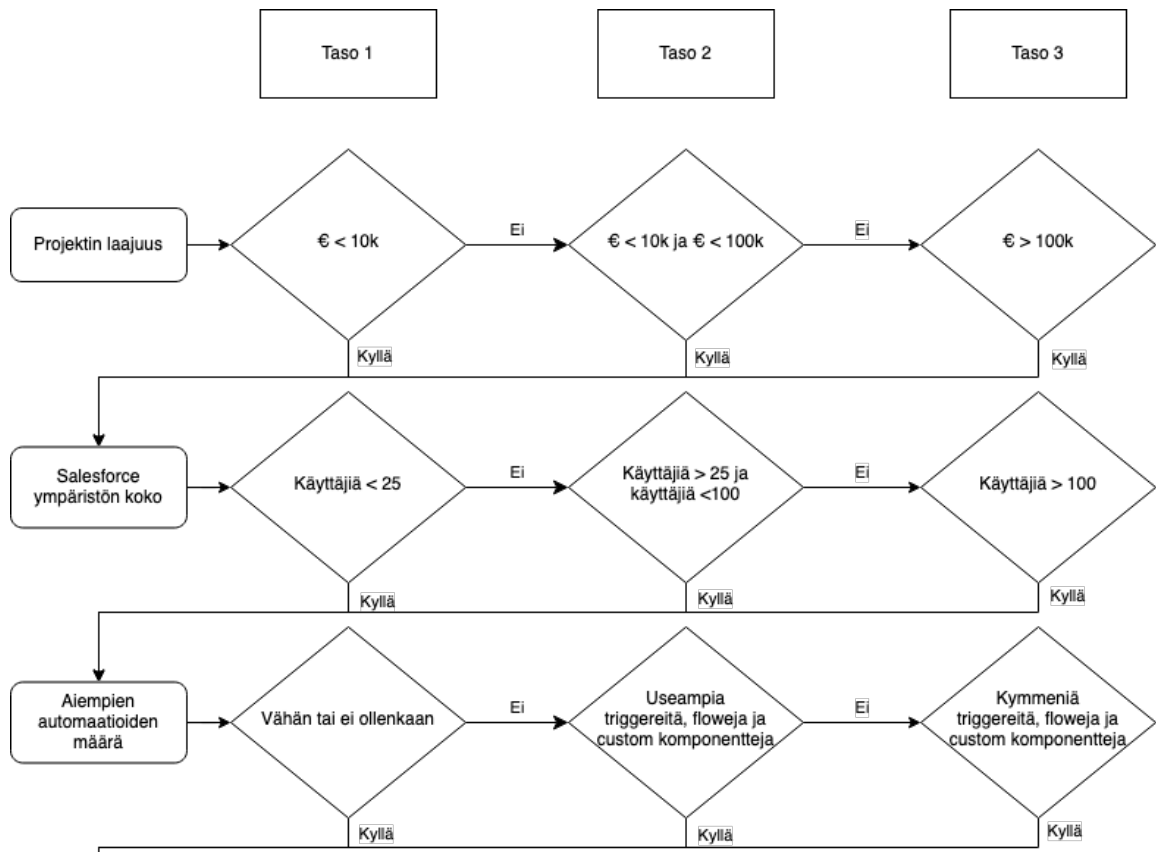 Taso 1
Taso 2
Taso 3
Projektin laajuus
€ < 10k
Ei
€ < 10k ja € < 100k
Ei
€ > 100k
Kyllä
Kyllä
Kyllä
Salesforce
ympäristön koko
Käyttäjiä < 25
Ei
Käyttäjiä > 25 ja
käyttäjiä <100
Ei
Käyttäjiä > 100
Kyllä
Kyllä
Kyllä
Aiempien
automaatioiden
määrä
Vähän tai ei ollenkaan
Ei
Useampia
triggereitä, floweja ja
custom komponentteja
Ei
Kymmeniä
triggereitä, floweja ja
custom komponentteja
Kyllä
Kyllä
Kyllä